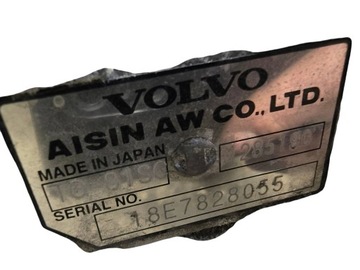 VOLVO
AISIN AW CO., LTD.
MADE IN JAPAN
SERIAL NO.
18E7828055